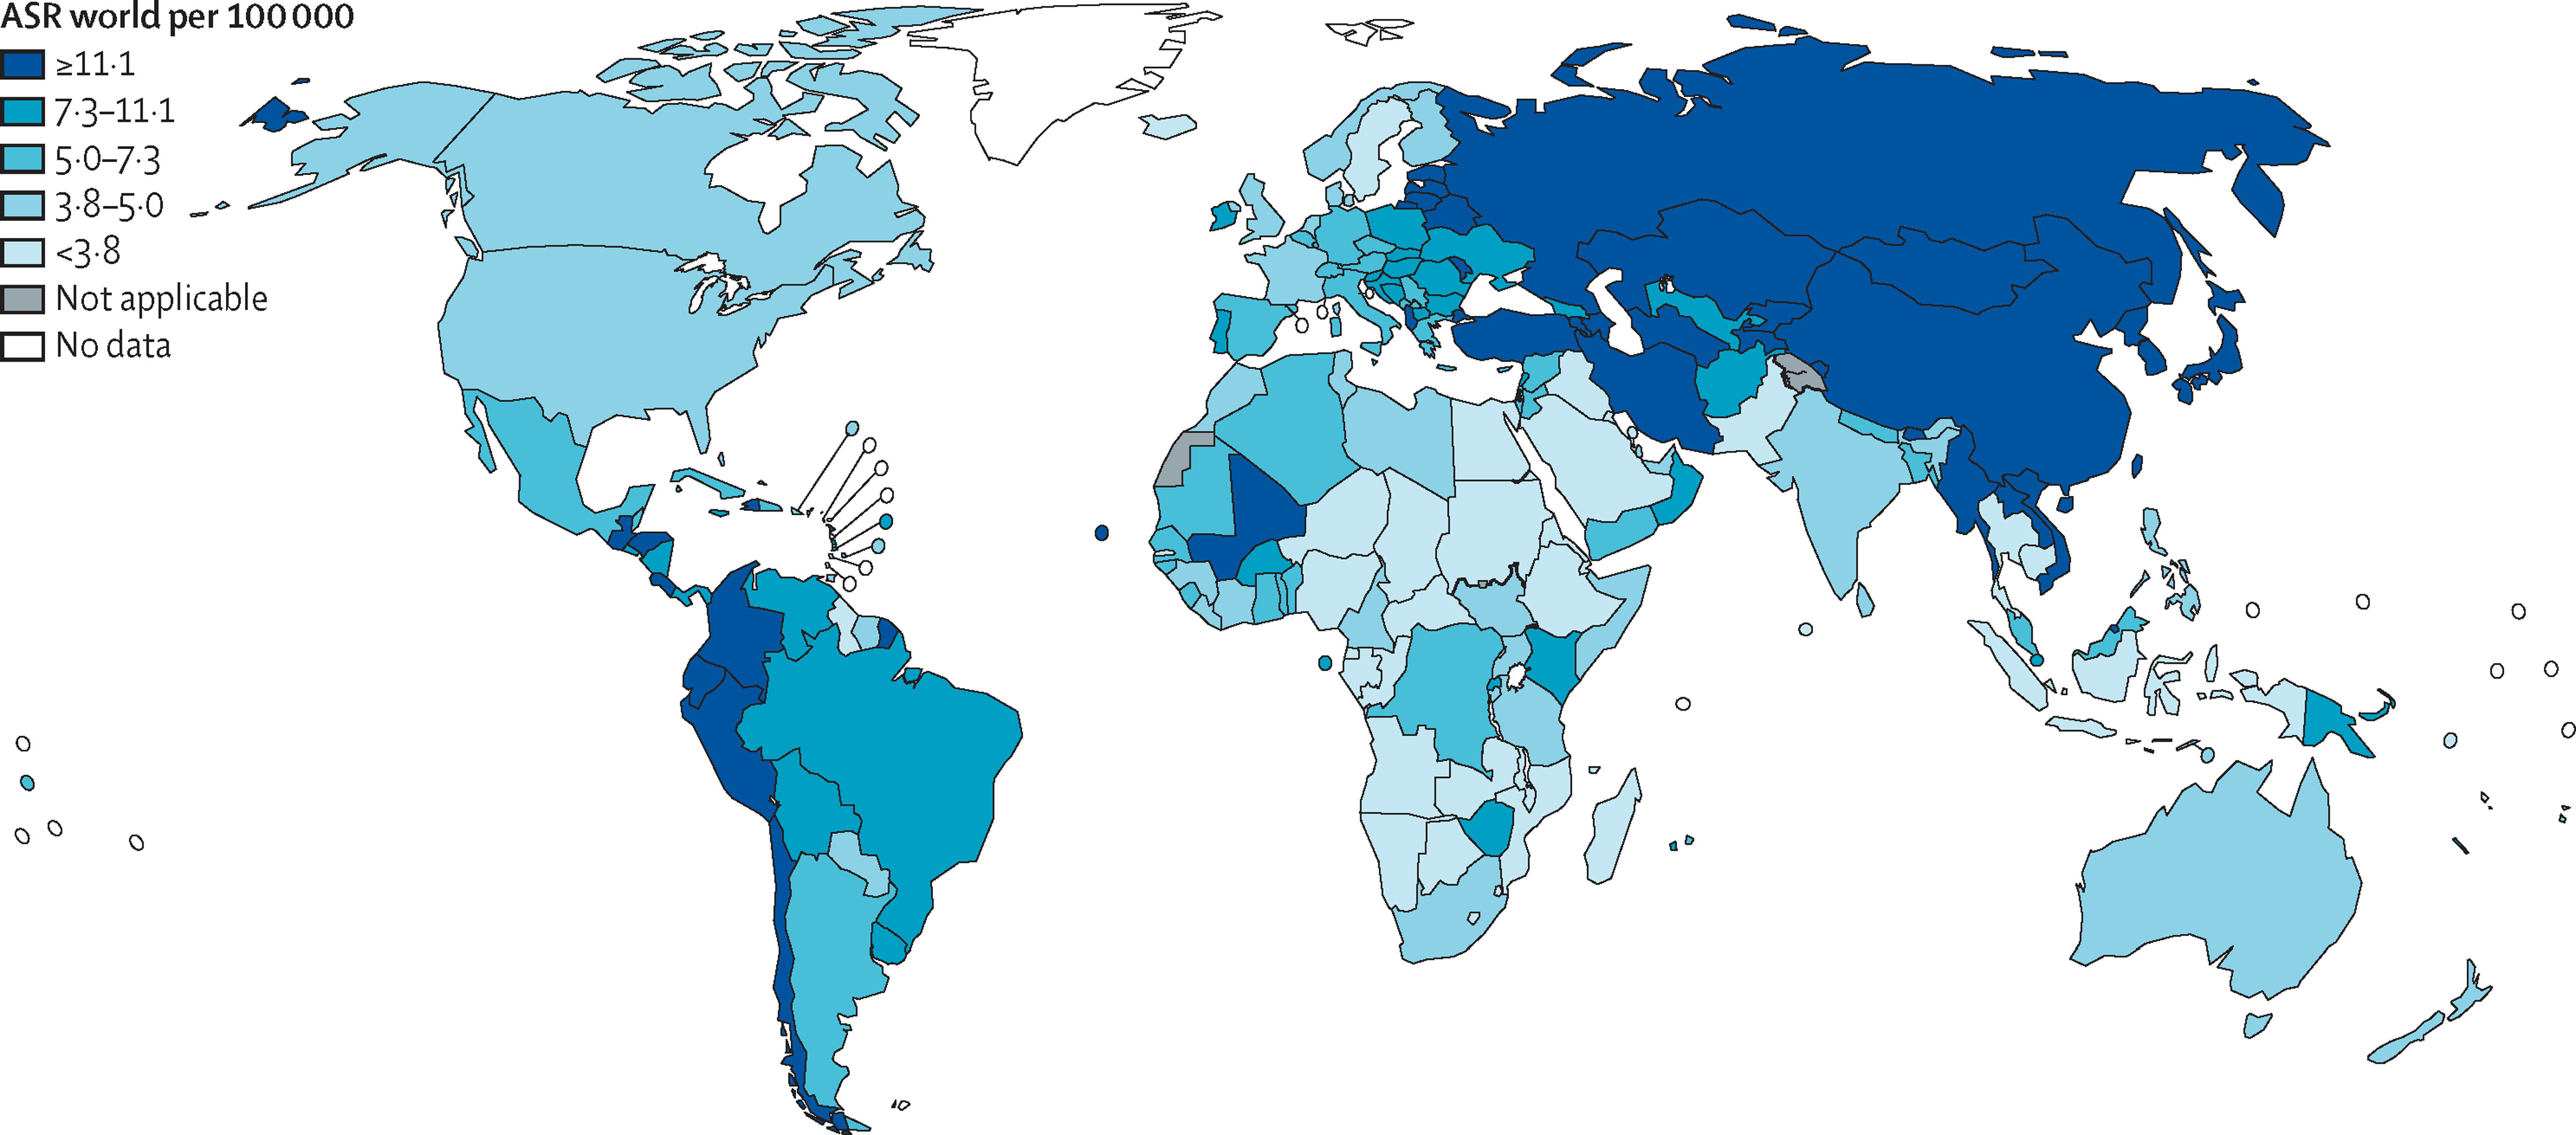 ASR world per 100 000
≥11·1
7·3–11·1
5·0–7·3
3·8–5·0
<3·8
Not applicable
No data